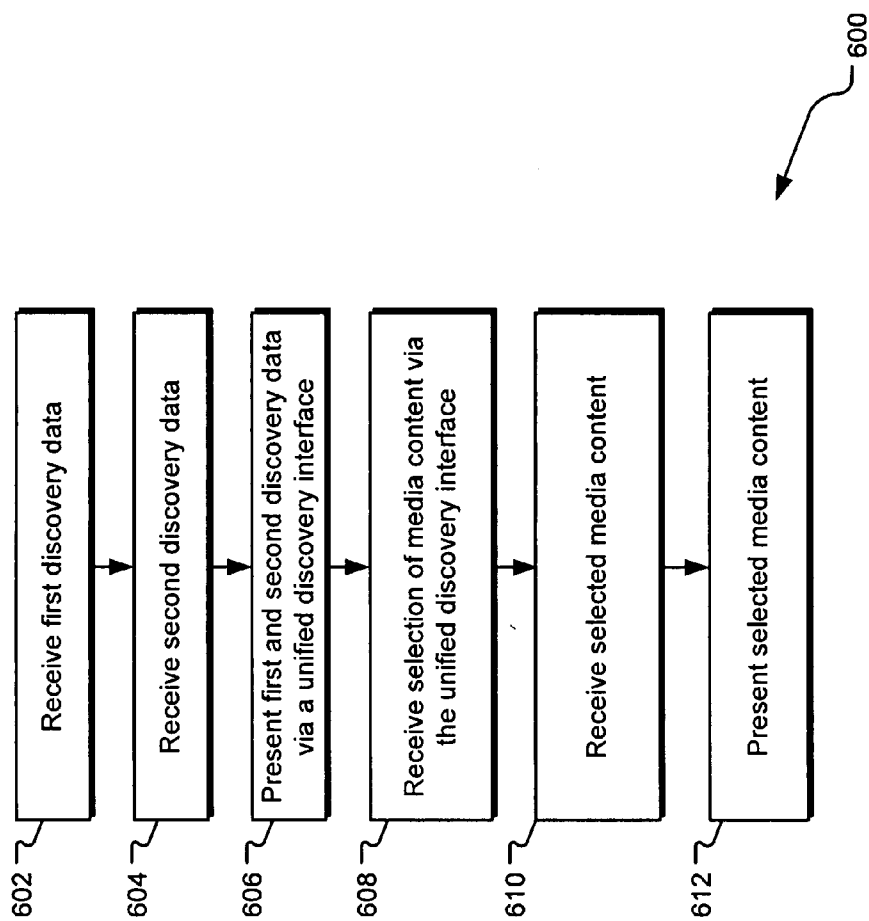 602
Receive first discovery data
604
Receive second discovery data
606
Present first and second discovery data
via a unified discovery interface
608
Receive selection of media content via
the unified discovery interface
610
Receive selected media content
612
Present selected media content
600